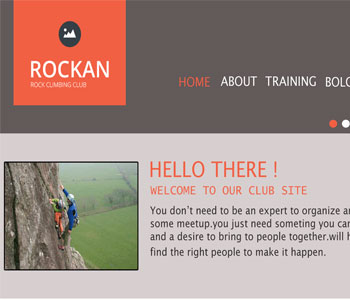 ROCKAN
ROCK CLIMBING CLUB
HOME ABOUT TRAINING BOLO
HELLO THERE !
WELCOME TO OUR CLUB SITE
You don't need to be an expert to organize an
some meetup.you just need someting you can
and a desire to bring to people together.will h
find the right people to make it happen.